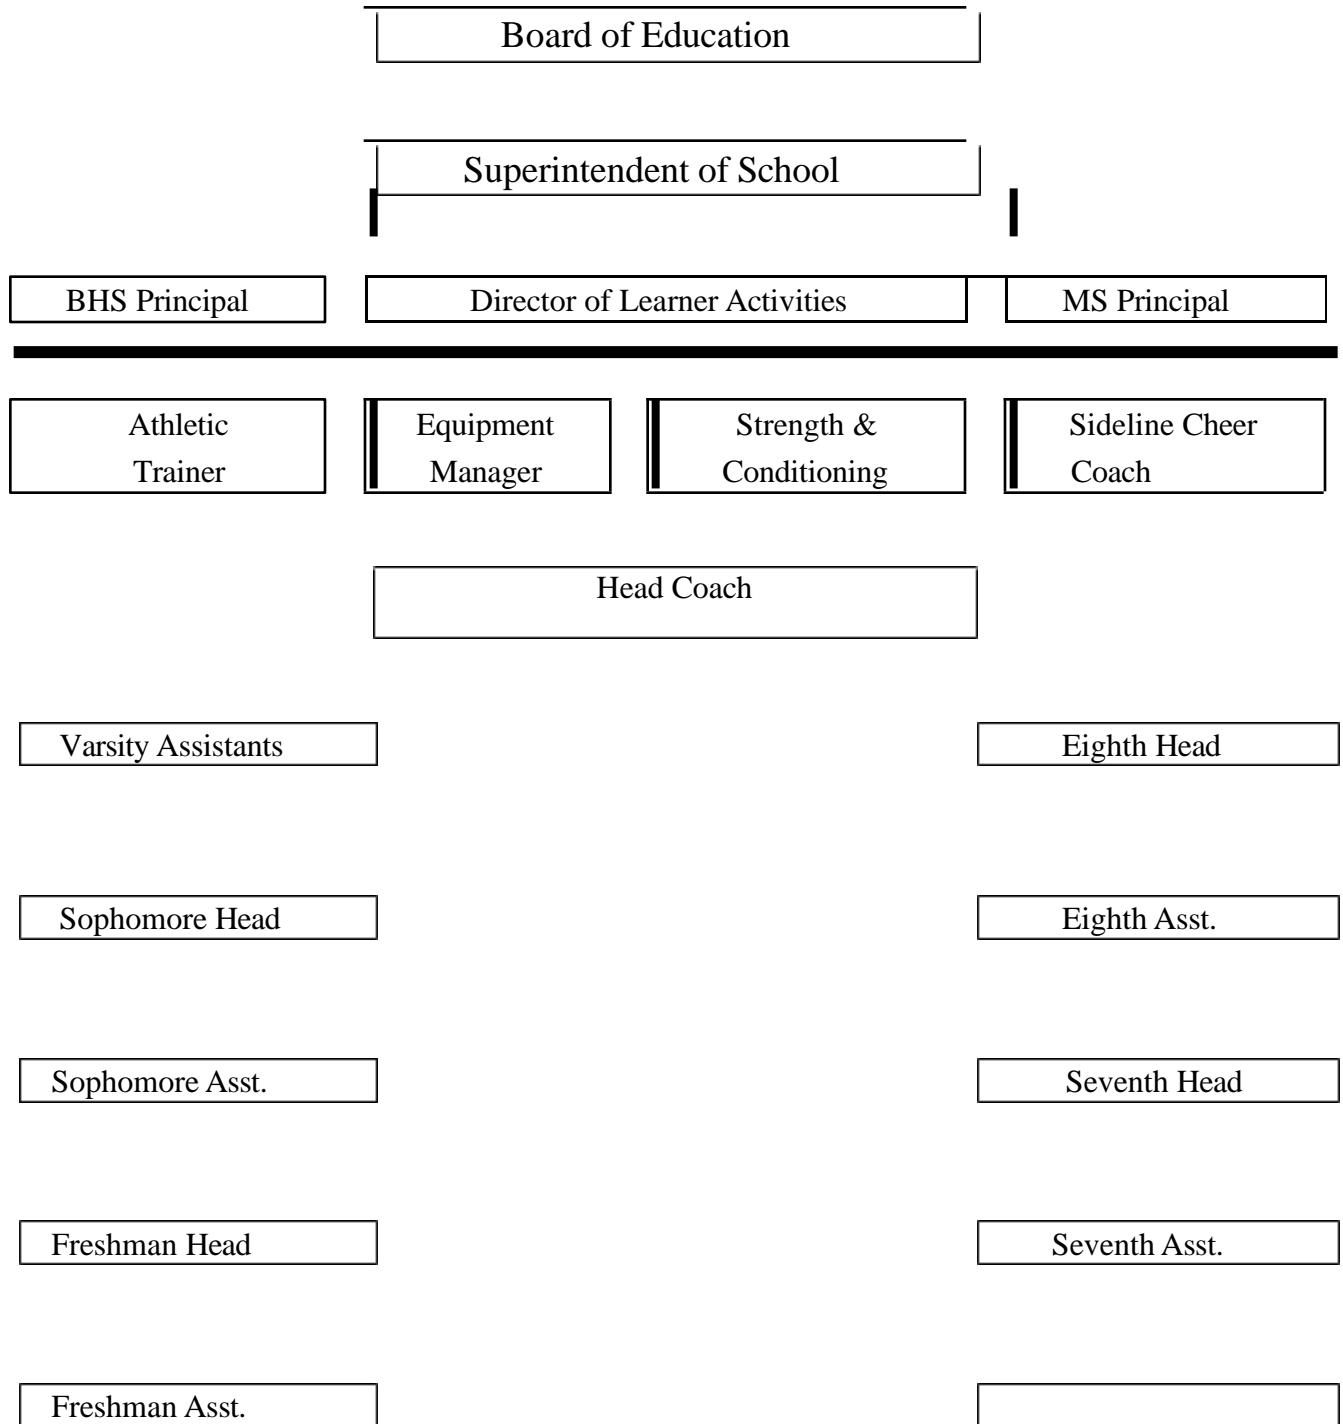 Board of Education
Superintendent of School
BHS Principal
Director of Learner Activities
MS Principal
Athletic
Trainer
Equipment
Manager
Strength &
Conditioning
Sideline Cheer
Coach
Head Coach
Varsity Assistants
Eighth Head
Sophomore Head
Eighth Asst.
Sophomore Asst.
Seventh Head
Freshman Head
Seventh Asst.
Freshman Asst.